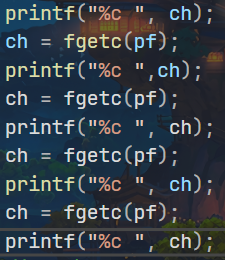 printf("%c ", ch);
ch = fgetc(pf);
printf("%c ",ch);
ch = fgetc(pf);
printf("%c ", ch);
ch = fgetc(pf);
printf("%c ", ch);
ch = fgetc(pf);
printf("%c ", ch);